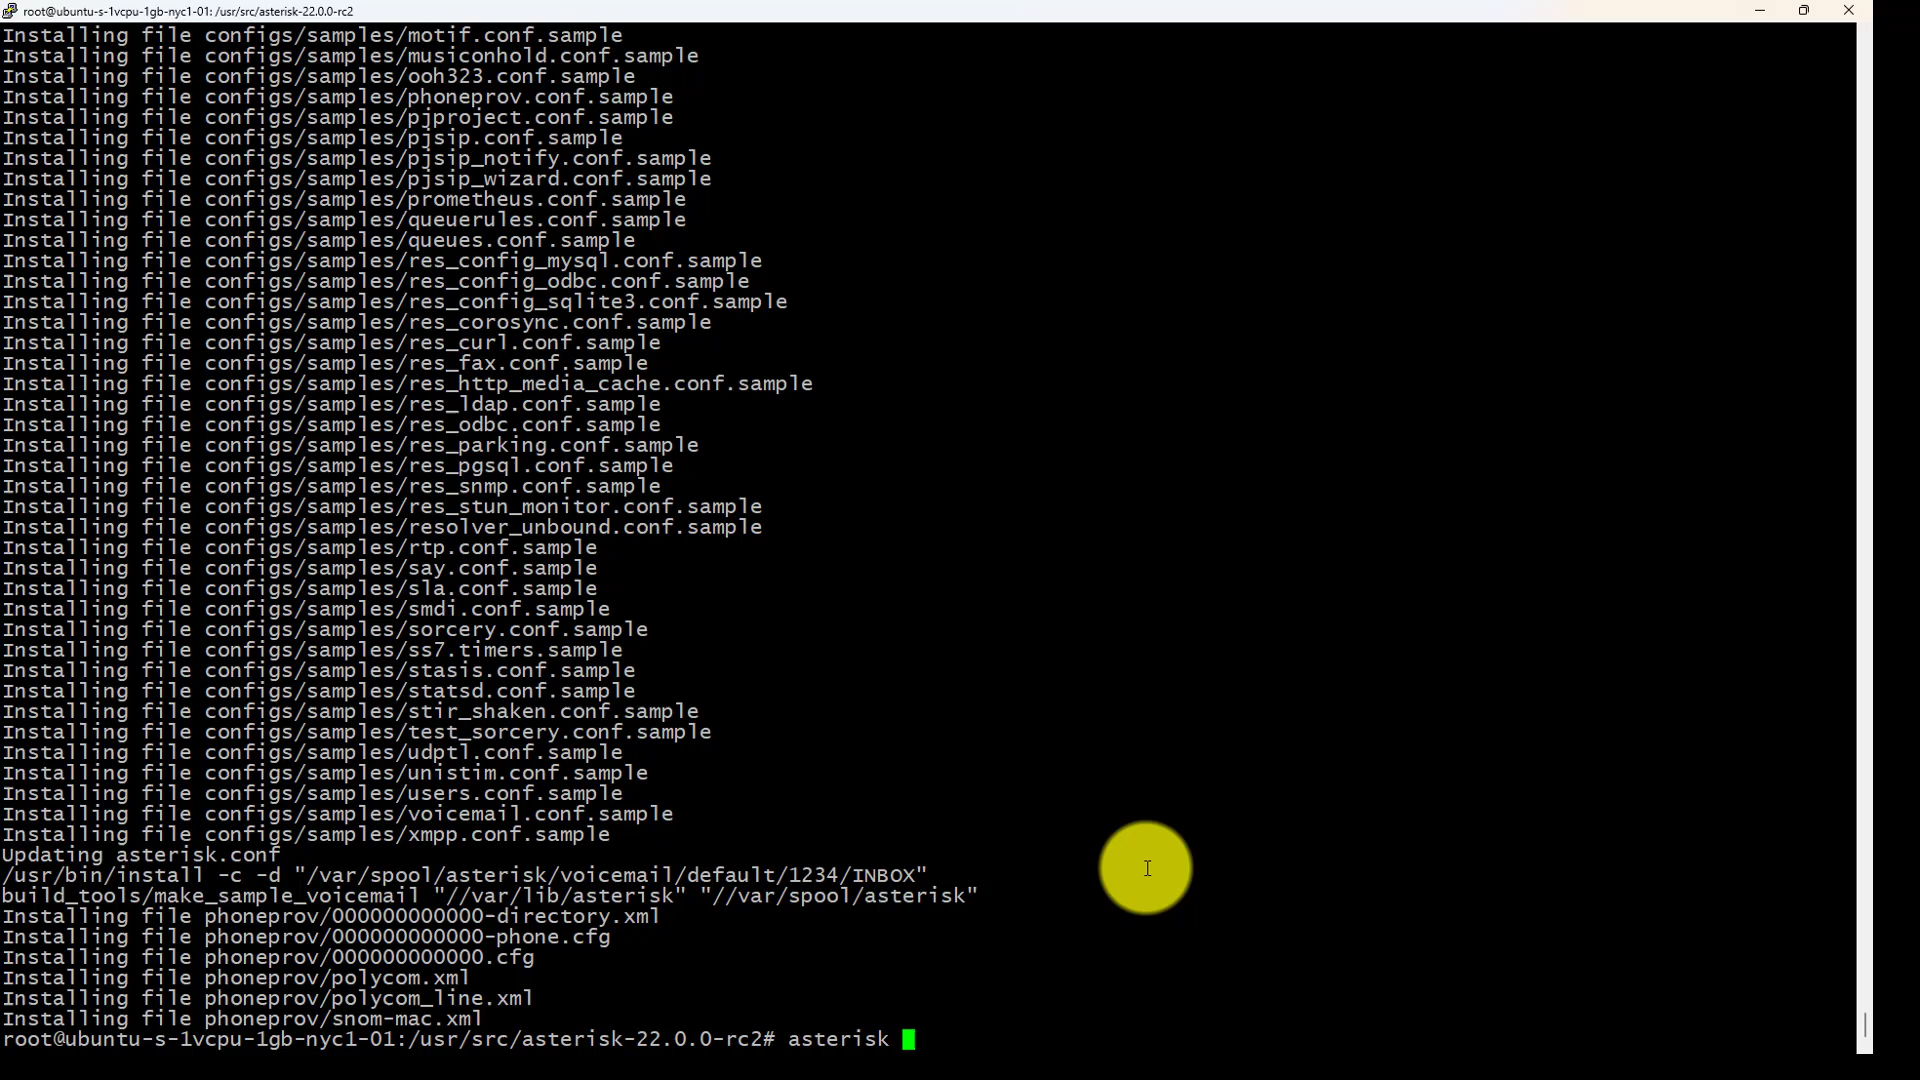 root@ubuntu-s-1vcpu-1gb-nyc1-01: /usr/src/asterisk-22.0.0-rc2
Installing file configs/samples/motif.conf.sample
Installing file configs/samples/musiconhold.conf.sample
Installing file configs/samples/ooh323.conf.sample
Installing file configs/samples/phoneprov.conf.sample
Installing file configs/samples/pjproject.conf.sample
Installing file configs/samples/pjsip.conf.sample
Installing file configs/samples/pjsip_notify.conf.sample
Installing file configs/samples/pjsip_wizard.conf.sample
Installing file configs/samples/prometheus.conf.sample
Installing file configs/samples/queuerules.conf.sample
Installing file configs/samples/queues.conf.sample
Installing file configs/samples/res_config_mysql.conf.sample
Installing file configs/samples/res_config_odbc.conf.sample
Installing file configs/samples/res_config_sqlite3.conf.sample
Installing file configs/samples/res_corosync.conf.sample
Installing file configs/samples/res_curl.conf.sample
Installing file configs/samples/res_fax.conf.sample
Installing file configs/samples/res_http_media_cache.conf.sample
Installing file configs/samples/res_ldap.conf.sample
Installing file configs/samples/res_odbc.conf.sample
Installing file configs/samples/res_parking.conf.sample
Installing file configs/samples/res_pgsql.conf.sample
Installing file configs/samples/res_snmp.conf.sample
Installing file configs/samples/res_stun_monitor.conf.sample
Installing file configs/samples/resolver_unbound.conf.sample
Installing file configs/samples/rtp.conf.sample
Installing file configs/samples/say.conf.sample
Installing file configs/samples/sla.conf.sample
Installing file configs/samples/smdi.conf.sample
Installing file configs/samples/sorcery.conf.sample
Installing file configs/samples/ss7.timers.sample
Installing file configs/samples/stasis.conf.sample
Installing file configs/samples/statsd.conf.sample
Installing file configs/samples/stir_shaken.conf.sample
Installing file configs/samples/test_sorcery.conf.sample
Installing file configs/samples/udptl.conf.sample
Installing file configs/samples/unistim.conf.sample
Installing file configs/samples/users.conf.sample
Installing file configs/samples/voicemail.conf.sample
Installing file configs/samples/xmpp.conf.sample
Updating asterisk.conf
/usr/bin/install -c -d "/var/spool/asterisk/voicemail/default/1234/INBOX"
build_tools/make_sample_voicemail "//var/lib/asterisk" "//var/spool/asterisk"
Installing file phoneprov/000000000000-directory.xml
Installing file phoneprov/000000000000-phone.cfg
Installing file phoneprov/000000000000.cfg
Installing file phoneprov/polycom.xml
Installing file phoneprov/polycom_line.xml
Installing file phoneprov/snom-mac.xml
root@ubuntu-s-1vcpu-1gb-nyc1-01:/usr/src/asterisk-22.0.0-rc2# asterisk